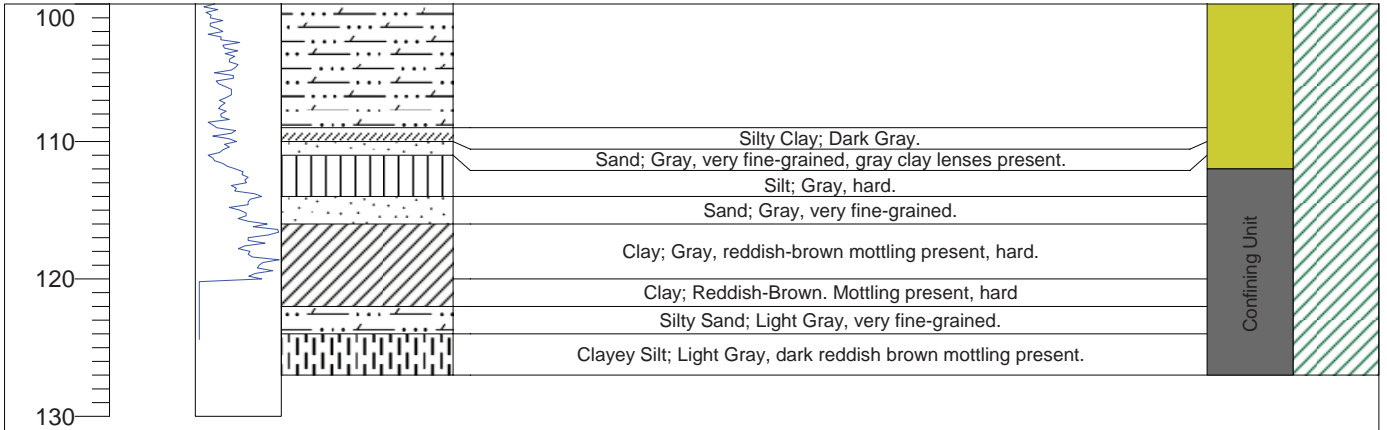 100
110
120
130
Silty Clay; Dark Gray.
Sand; Gray, very fine-grained, gray clay lenses present.
Silt; Gray, hard.
Sand; Gray, very fine-grained.
Clay; Gray, reddish-brown mottling present, hard.
Clay; Reddish-Brown. Mottling present, hard
Silty Sand; Light Gray, very fine-grained.
Clayey Silt; Light Gray, dark reddish brown mottling present.
Confining Unit